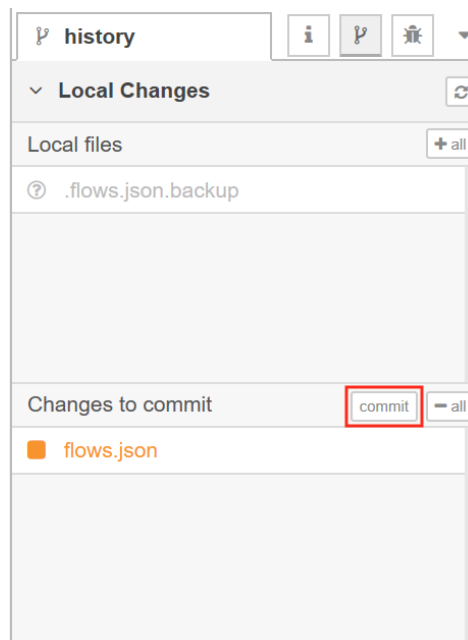 history
Local Changes
Local files
+ all
.flows.json.backup
Changes to commit
commit
− all
flows.json